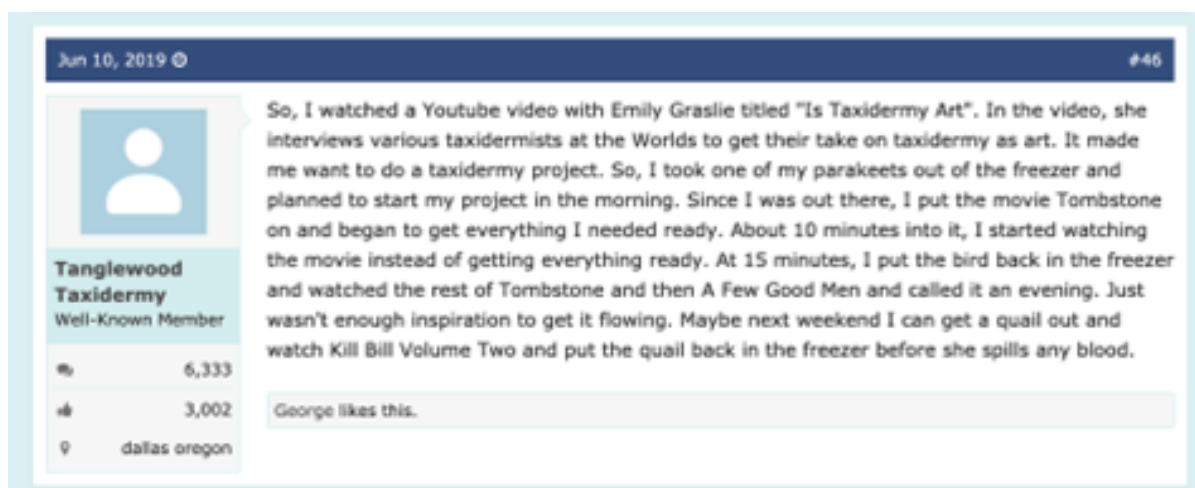 Jun 10, 2019
#46
So, I watched a Youtube video with Emily Graslie titled "Is Taxidermy Art". In the video, she
interviews various taxidermists at the Worlds to get their take on taxidermy as art. It made
me want to do a taxidermy project. So, I took one of my parakeets out of the freezer and
planned to start my project in the morning. Since I was out there, I put the movie Tombstone
on and began to get everything I needed ready. About 10 minutes into it, I started watching
the movie instead of getting everything ready. At 15 minutes, I put the bird back in the freezer
and watched the rest of Tombstone and then A Few Good Men and called it an evening. Just
wasn't enough inspiration to get it flowing. Maybe next weekend I can get a quail out and
watch Kill Bill Volume Two and put the quail back in the freezer before she spills any blood.
Tanglewood
Taxidermy
Well-Known Member
6,333
3,002
dallas oregon
George likes this.